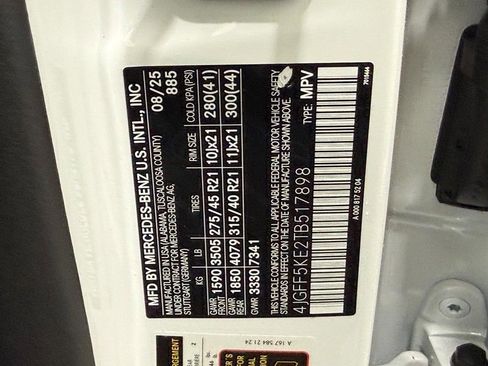 MFD BY MERCEDES-BENZ U.S. INTL., INC
MANUFACTURED IN USA (ALABAMA, TUSCALOOSA COUNTY)
UNDER CONTRACT FOR MERCEDES-BENZ AG,
STUTTGART (GERMANY)
08/25
885
KG LB TIRES RIM SIZE COLD KPA(PSI)
GAWR FRONT 1590 3505 275/45 R21 10Jx21 280(41)
GAWR REAR 1850 4079 315/40 R21 11Jx21 300(44)
GVWR 3330 7341
THIS VEHICLE CONFORMS TO ALL APPLICABLE FEDERAL MOTOR VEHICLE SAFETY
STANDARDS IN EFFECT ON THE DATE OF MANUFACTURE SHOWN ABOVE.
4JGFF5KE2TB517898
TYPE: MPV
A 000 817 52 04
A 167 584 21 24